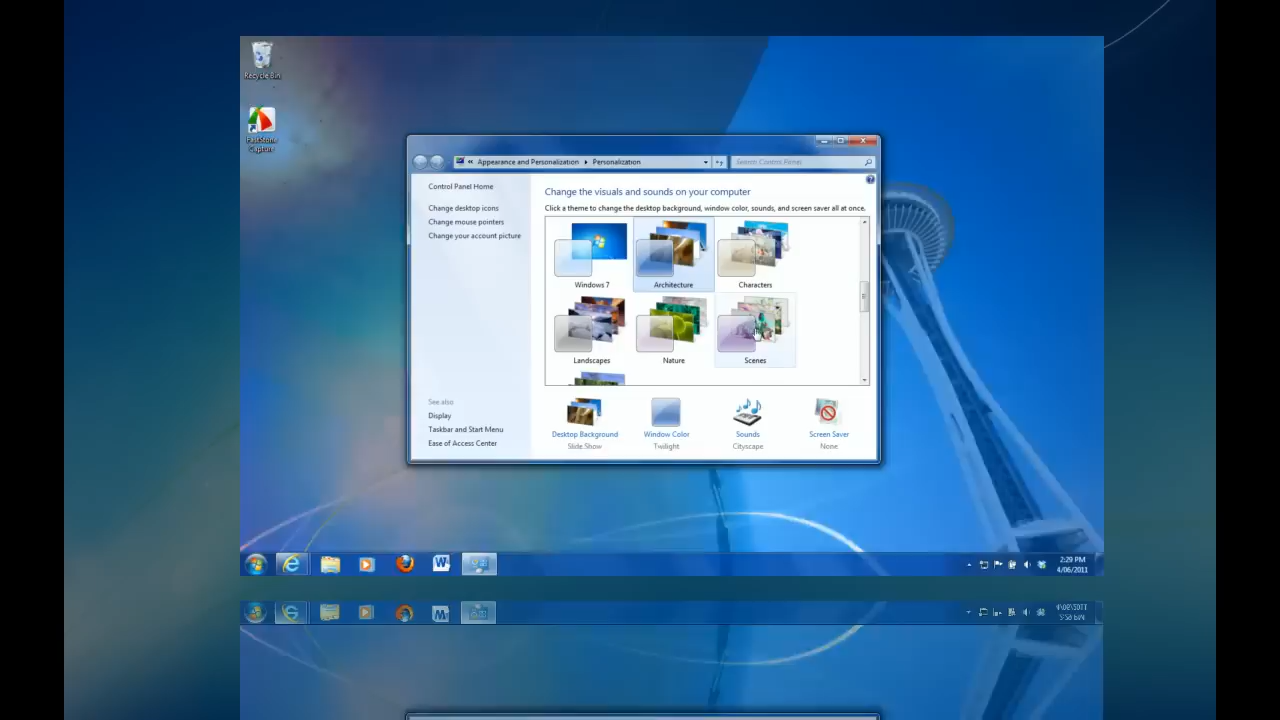 Recycle Bin
FastStone
Capture
« Appearance and Personalization ▸ Personalization
Search Control Panel
Control Panel Home
Change desktop icons
Change mouse pointers
Change your account picture
See also
Display
Taskbar and Start Menu
Ease of Access Center
Change the visuals and sounds on your computer
Click a theme to change the desktop background, window color, sounds, and screen saver all at once.
Windows 7
Architecture
Characters
Landscapes
Nature
Scenes
Desktop Background
Slide Show
Window Color
Twilight
Sounds
Cityscape
Screen Saver
None
2:29 PM
4/06/2011